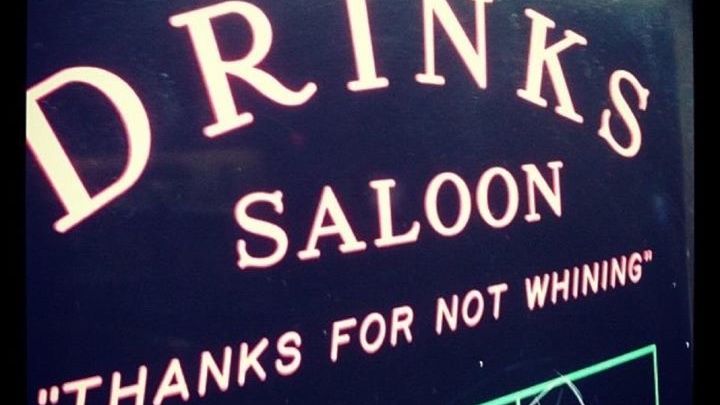 DRINKS
SALOON
"THANKS FOR NOT WHINING"